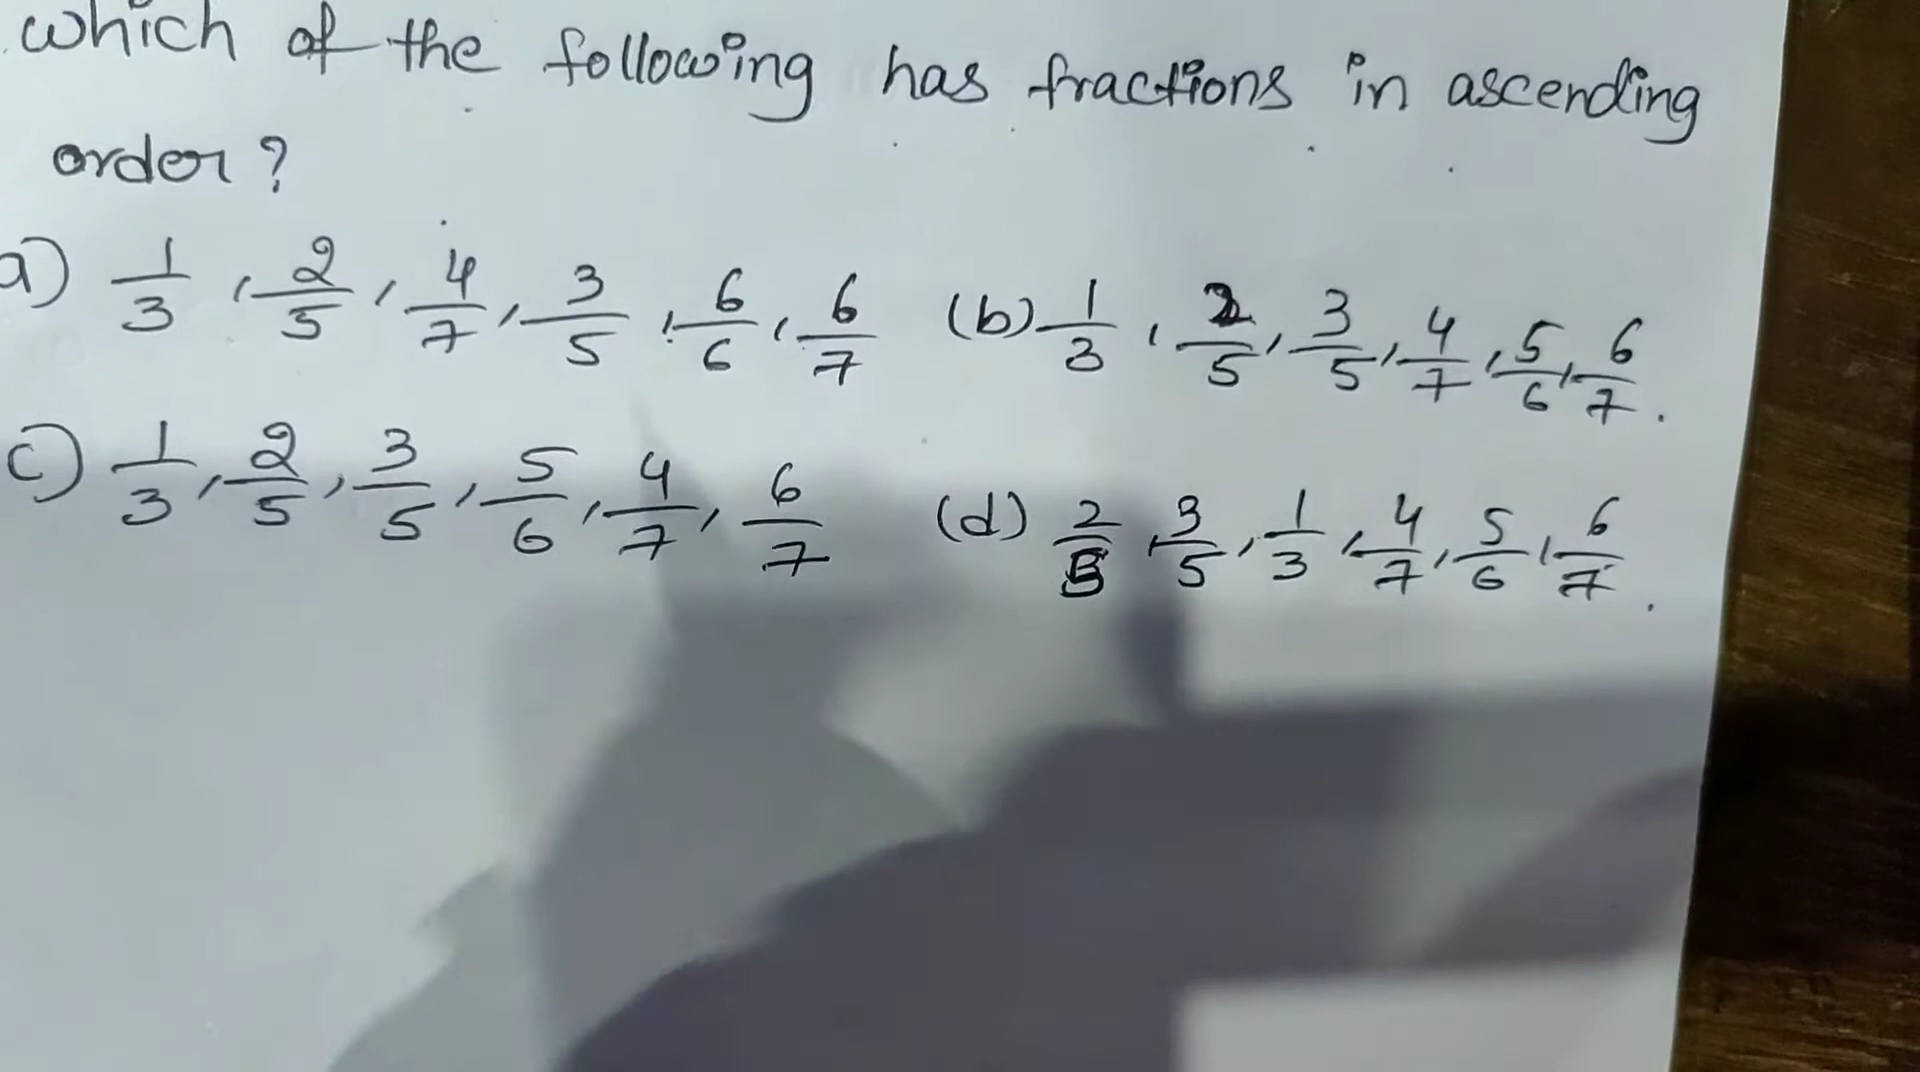 which of the following has fractions in ascending
order?
a) 1/3, 2/5, 4/7, 3/5, 6/6, 6/7 (b) 1/3, 2/5, 3/5, 4/7, 5/6, 6/7.
c) 1/3, 2/5, 3/5, 5/6, 4/7, 6/7 (d) 2/5, 3/5, 1/3, 4/7, 5/6, 6/7.